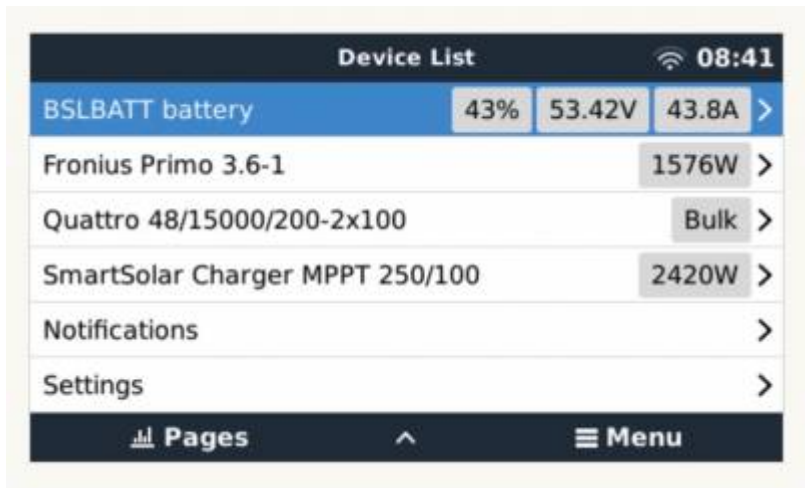 Device List 08:41
BSLBATT battery 43% 53.42V 43.8A
Fronius Primo 3.6-1 1576W
Quattro 48/15000/200-2x100 Bulk
SmartSolar Charger MPPT 250/100 2420W
Notifications
Settings
Pages Menu